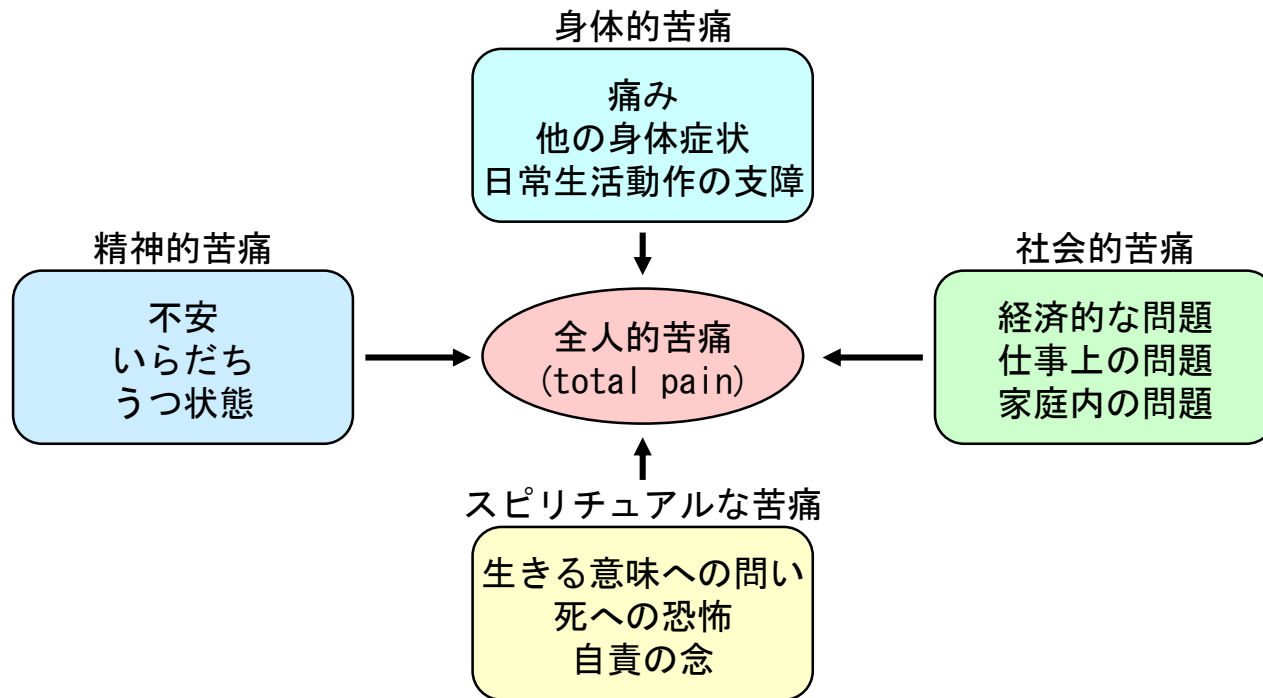 身体的苦痛
痛み
他の身体症状
日常生活動作の支障
精神的苦痛
不安
いらだち
うつ状態
全人的苦痛
(total pain)
社会的苦痛
経済的な問題
仕事上の問題
家庭内の問題
スピリチュアルな苦痛
生きる意味への問い
死への恐怖
自責の念